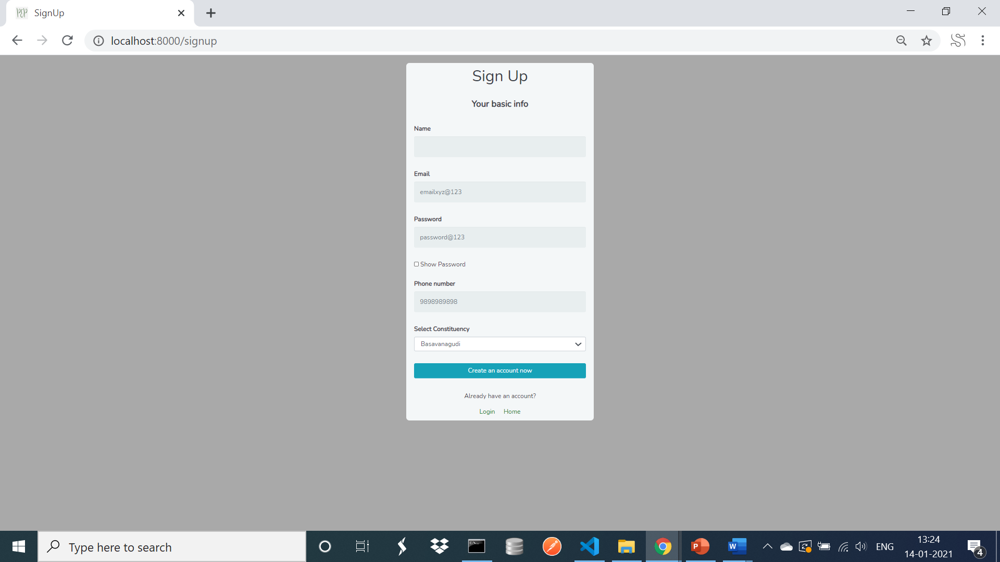 PEP SignUp
localhost:8000/signup
Sign Up
Your basic info
Name
Email
emailxyz@123
Password
password@123
Show Password
Phone number
9898989898
Select Constituency
Basavanagudi
Create an account now
Already have an account?
Login Home
Type here to search
C:\_
P
W
ENG
13:24
14-01-2021
4